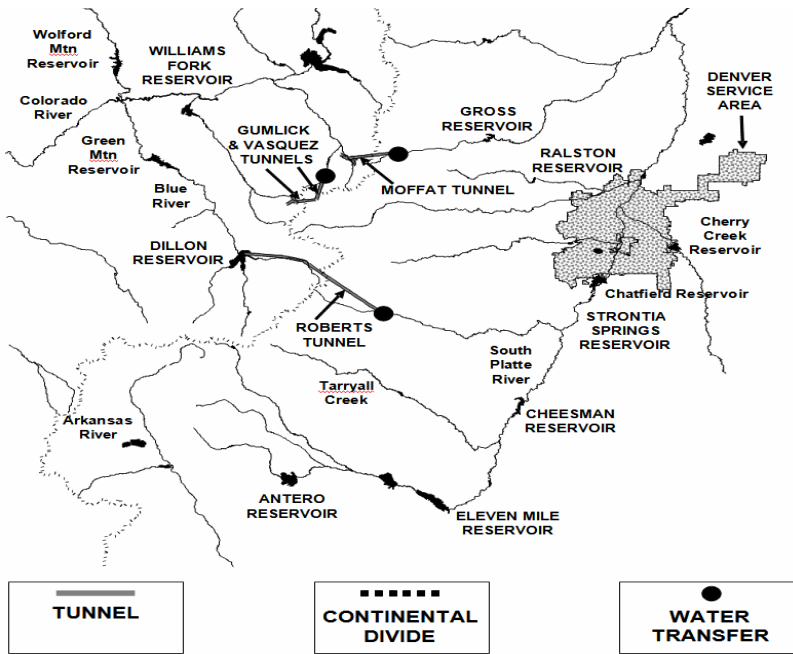 Wolford
Mtn
Reservoir
WILLIAMS
FORK
RESERVOIR
DENVER
SERVICE
AREA
Colorado
River
GROSS
RESERVOIR
Green
Mtn
Reservoir
GUMLICK
& VASQUEZ
TUNNELS
RALSTON
RESERVOIR
Blue
River
MOFFAT TUNNEL
DILLON
RESERVOIR
Cherry
Creek
Reservoir
Chatfield Reservoir
STRONTIA
SPRINGS
RESERVOIR
ROBERTS
TUNNEL
South
Platte
River
Tarryall
Creek
CHEESMAN
RESERVOIR
Arkansas
River
ANTERO
RESERVOIR
ELEVEN MILE
RESERVOIR
TUNNEL
CONTINENTAL
DIVIDE
WATER
TRANSFER